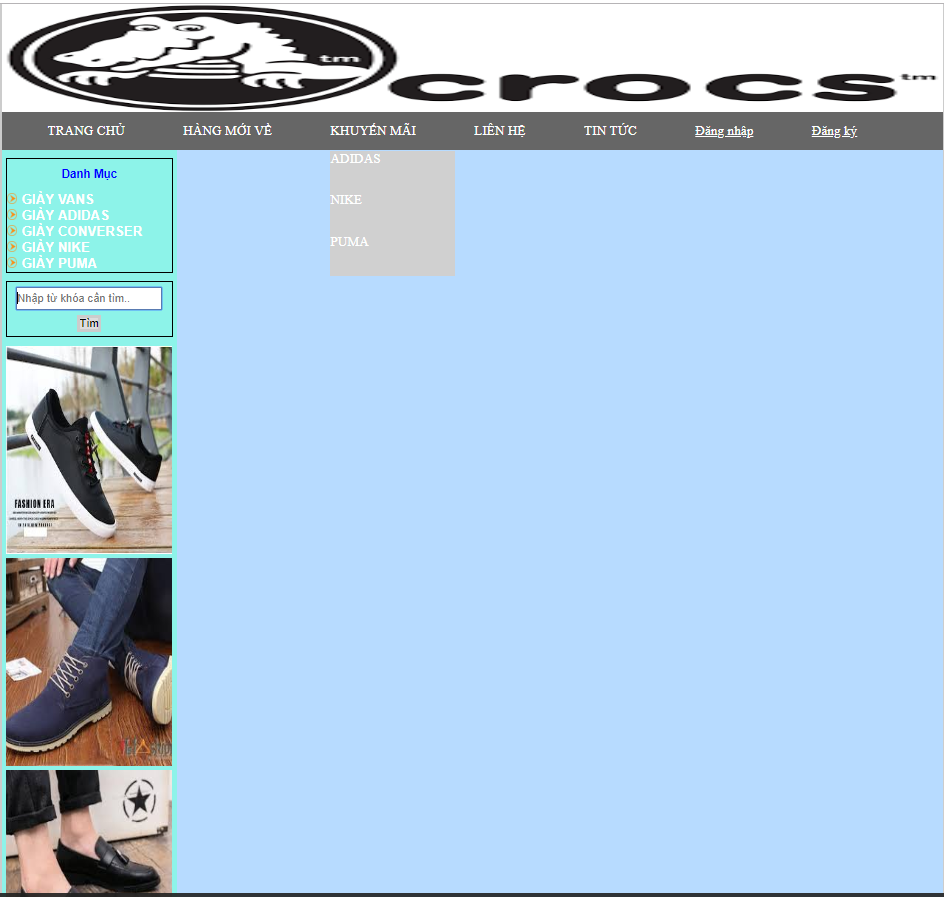 tm
crocs™
TRANG CHỦ HÀNG MỚI VỀ KHUYẾN MÃI LIÊN HỆ TIN TỨC Đăng nhập Đăng ký
ADIDAS
NIKE
PUMA
Danh Mục
GIÀY VANS
GIÀY ADIDAS
GIÀY CONVERSER
GIÀY NIKE
GIÀY PUMA
Nhập từ khóa cần tìm..
Tìm
FASHION ERA